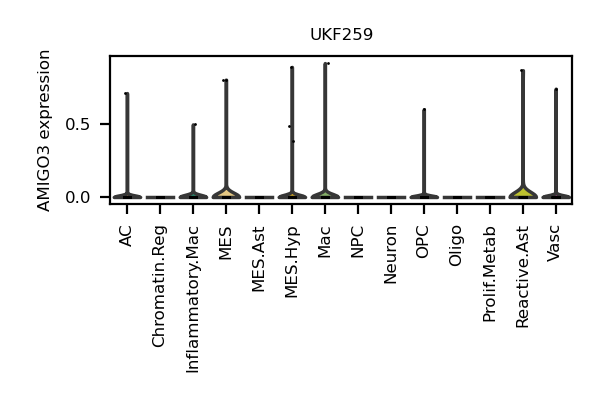 UKF259
AMIGO3 expression
0.5
0.0
AC
Chromatin.Reg
Inflammatory.Mac
MES
MES.Ast
MES.Hyp
Mac
NPC
Neuron
OPC
Oligo
Prolif.Metab
Reactive.Ast
Vasc